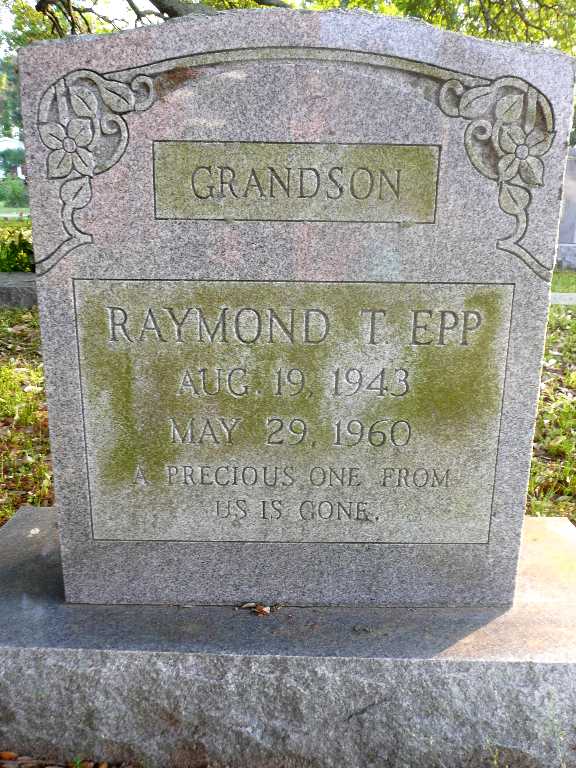 GRANDSON
RAYMOND T. EPP
AUG. 19, 1943
MAY 29, 1960
A PRECIOUS ONE FROM
US IS GONE.